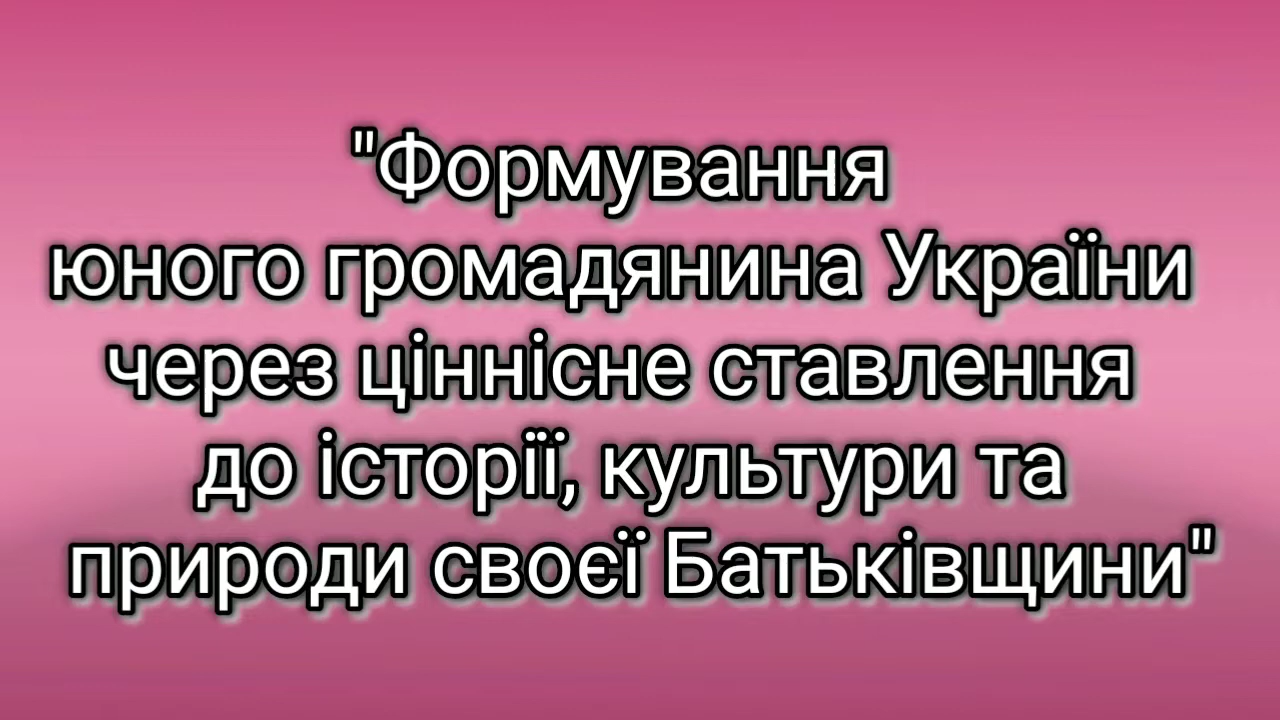 "Формування
юного громадянина України
через ціннісне ставлення
до історії, культури та
природи своєї Батьківщини"